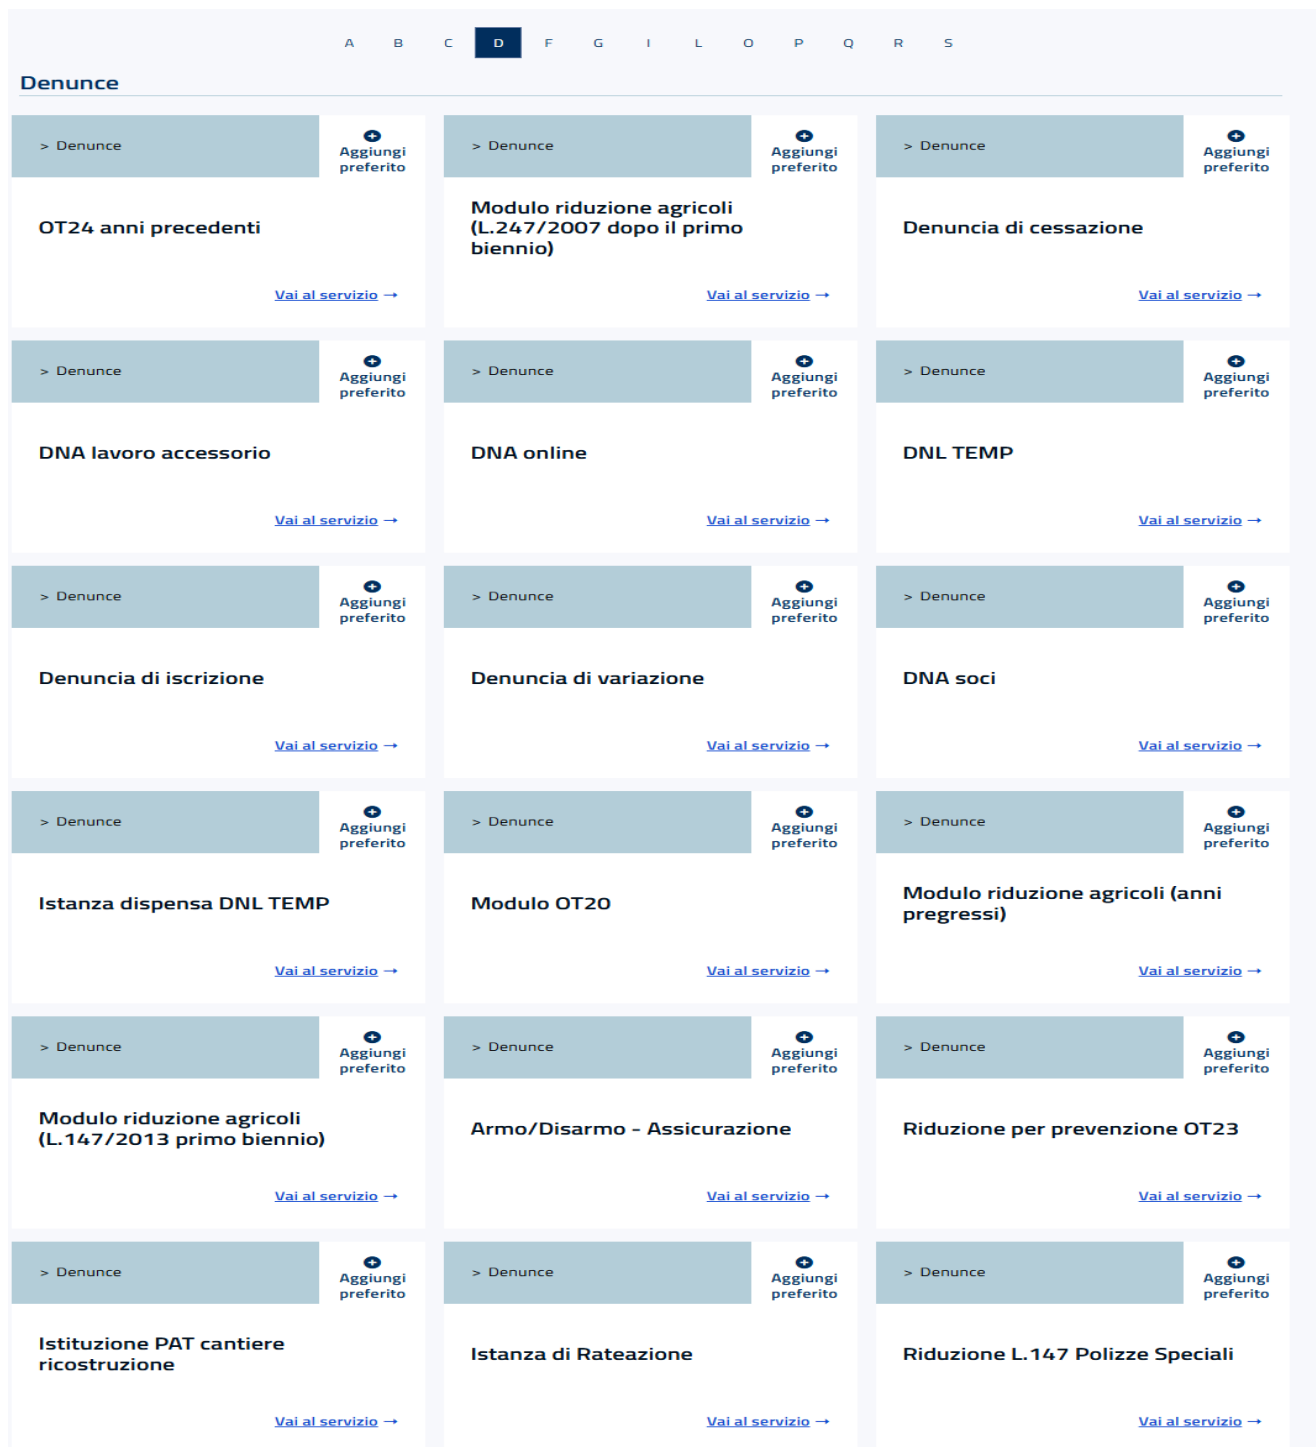 A B C D F G I L O P Q R S
Denunce
> Denunce
Aggiungi
preferito
OT24 anni precedenti
Vai al servizio →
> Denunce
Aggiungi
preferito
Modulo riduzione agricoli
(L.247/2007 dopo il primo
biennio)
Vai al servizio →
> Denunce
Aggiungi
preferito
Denuncia di cessazione
Vai al servizio →
> Denunce
Aggiungi
preferito
DNA lavoro accessorio
Vai al servizio →
> Denunce
Aggiungi
preferito
DNA online
Vai al servizio →
> Denunce
Aggiungi
preferito
DNL TEMP
Vai al servizio →
> Denunce
Aggiungi
preferito
Denuncia di iscrizione
Vai al servizio →
> Denunce
Aggiungi
preferito
Denuncia di variazione
Vai al servizio →
> Denunce
Aggiungi
preferito
DNA soci
Vai al servizio →
> Denunce
Aggiungi
preferito
Istanza dispensa DNL TEMP
Vai al servizio →
> Denunce
Aggiungi
preferito
Modulo OT20
Vai al servizio →
> Denunce
Aggiungi
preferito
Modulo riduzione agricoli (anni
pregressi)
Vai al servizio →
> Denunce
Aggiungi
preferito
Modulo riduzione agricoli
(L.147/2013 primo biennio)
Vai al servizio →
> Denunce
Aggiungi
preferito
Armo/Disarmo - Assicurazione
Vai al servizio →
> Denunce
Aggiungi
preferito
Riduzione per prevenzione OT23
Vai al servizio →
> Denunce
Aggiungi
preferito
Istituzione PAT cantiere
ricostruzione
Vai al servizio →
> Denunce
Aggiungi
preferito
Istanza di Rateazione
Vai al servizio →
> Denunce
Aggiungi
preferito
Riduzione L.147 Polizze Speciali
Vai al servizio →